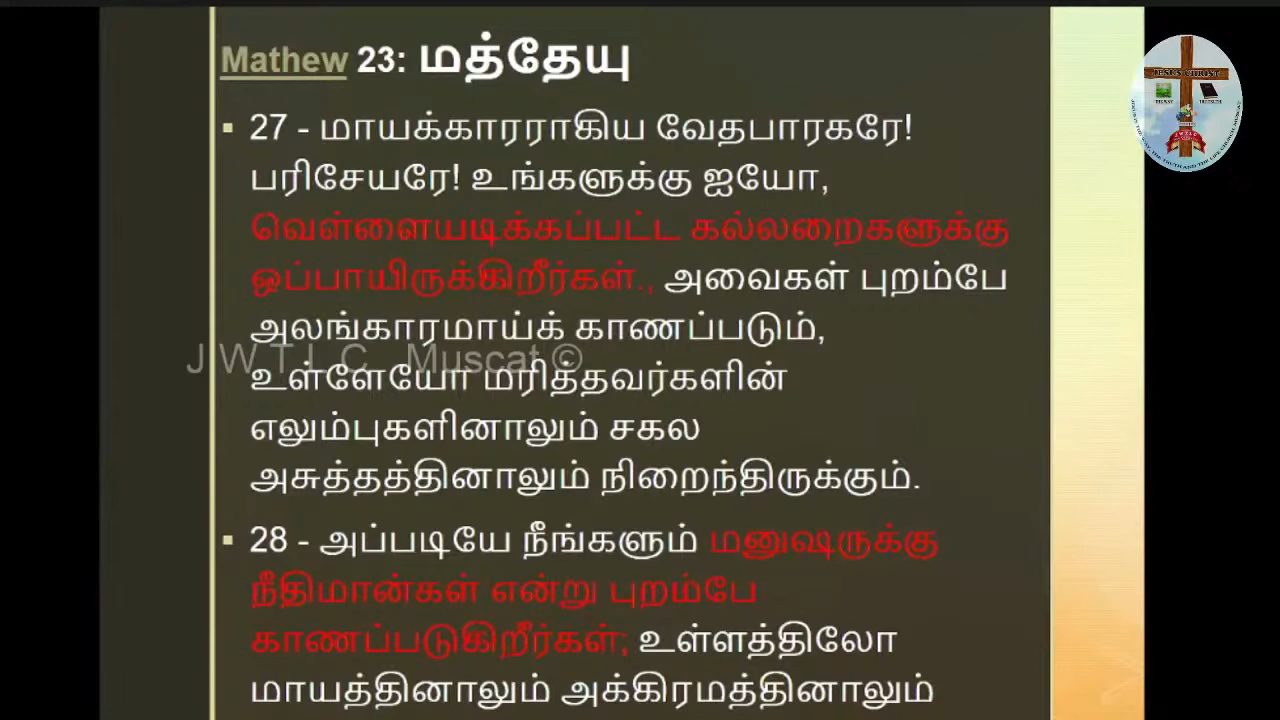 Mathew 23: மத்தேயு
27 - மாயக்காரராகிய வேதபாரகரே!
பரிசேயரே! உங்களுக்கு ஐயோ,
வெள்ளையடிக்கப்பட்ட கல்லறைகளுக்கு
ஒப்பாயிருக்கிறீர்கள்., அவைகள் புறம்பே
அலங்காரமாய்க் காணப்படும்,
உள்ளேயோ மரித்தவர்களின்
எலும்புகளினாலும் சகல
அசுத்தத்தினாலும் நிறைந்திருக்கும்.
28 - அப்படியே நீங்களும் மனுஷருக்கு
நீதிமான்கள் என்று புறம்பே
காணப்படுகிறீர்கள்; உள்ளத்திலோ
மாயத்தினாலும் அக்கிரமத்தினாலும்
J W T L C Muscat ©
JESUS CHRIST